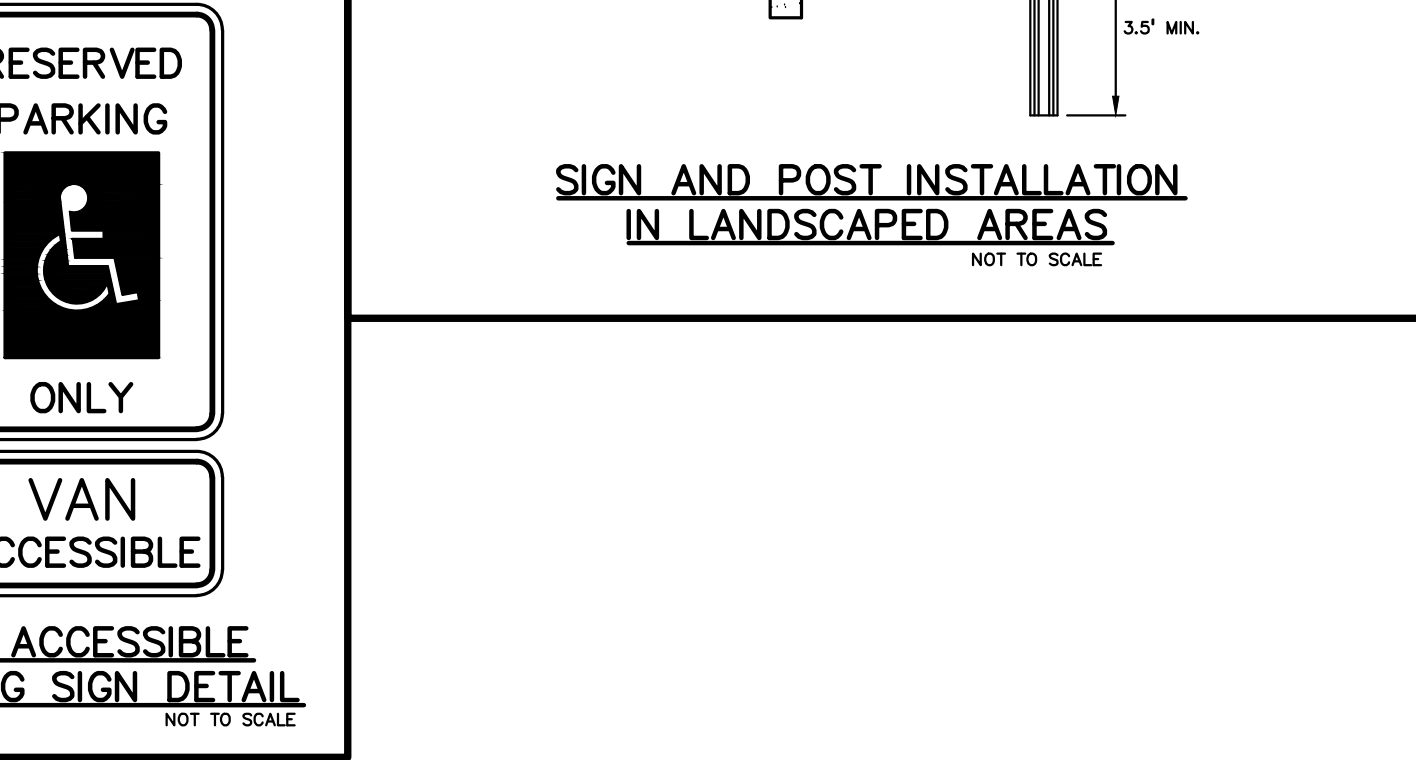 RESERVED
PARKING
ONLY
VAN
CCESSIBLE
ACCESSIBLE
G SIGN DETAIL
NOT TO SCALE
3.5' MIN.
SIGN AND POST INSTALLATION
IN LANDSCAPED AREAS
NOT TO SCALE